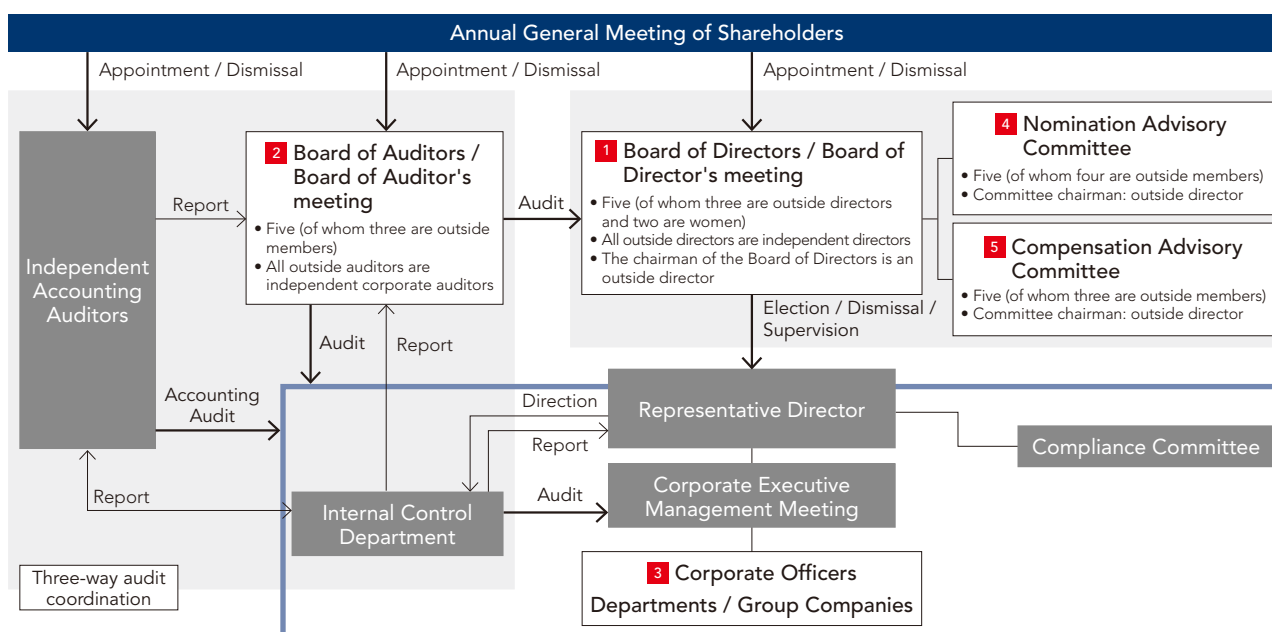 Annual General Meeting of Shareholders
Appointment / Dismissal
Appointment / Dismissal
Appointment / Dismissal
Independent
Accounting
Auditors
Report
2 Board of Auditors /
Board of Auditor's
meeting
• Five (of whom three are outside
members)
• All outside auditors are
independent corporate auditors
Audit
1 Board of Directors / Board of
Director's meeting
• Five (of whom three are outside directors
and two are women)
• All outside directors are independent directors
• The chairman of the Board of Directors is an
outside director
4 Nomination Advisory
Committee
• Five (of whom four are outside members)
• Committee chairman: outside director
5 Compensation Advisory
Committee
• Five (of whom three are outside members)
• Committee chairman: outside director
Audit
Report
Election / Dismissal /
Supervision
Accounting
Audit
Direction
Report
Representative Director
Compliance Committee
Report
Internal Control
Department
Audit
Corporate Executive
Management Meeting
Three-way audit
coordination
3 Corporate Officers
Departments / Group Companies